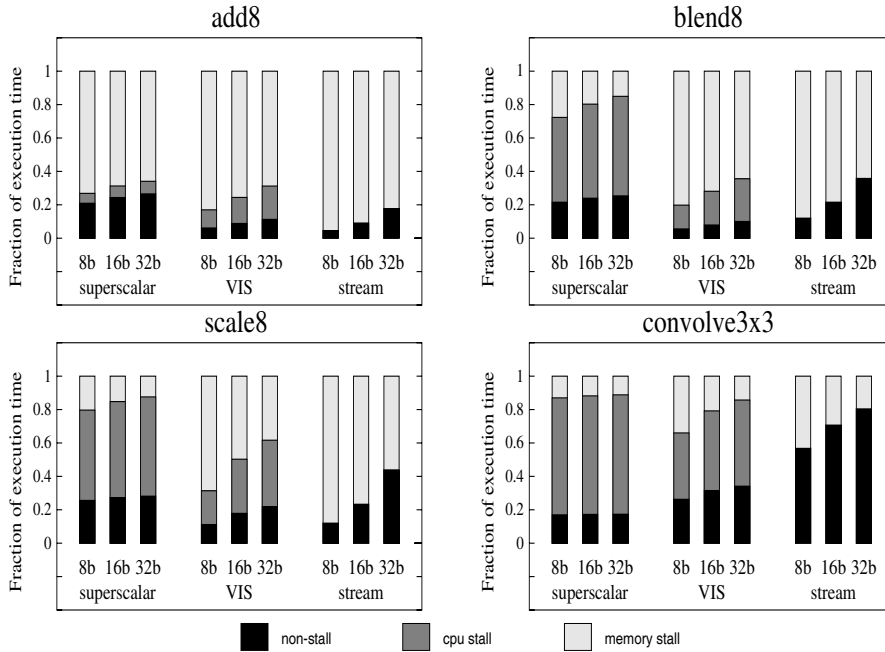 add8
Fraction of execution time
1
0.8
0.6
0.4
0.2
0
8b 16b 32b 8b 16b 32b 8b 16b 32b
superscalar VIS stream
blend8
Fraction of execution time
1
0.8
0.6
0.4
0.2
0
8b 16b 32b 8b 16b 32b 8b 16b 32b
superscalar VIS stream
scale8
Fraction of execution time
1
0.8
0.6
0.4
0.2
0
8b 16b 32b 8b 16b 32b 8b 16b 32b
superscalar VIS stream
convolve3x3
Fraction of execution time
1
0.8
0.6
0.4
0.2
0
8b 16b 32b 8b 16b 32b 8b 16b 32b
superscalar VIS stream
non-stall cpu stall memory stall